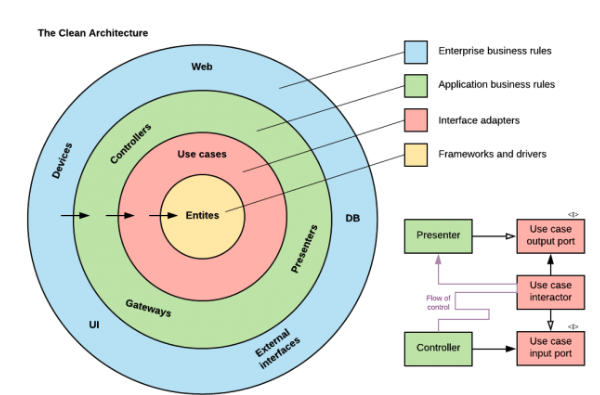 The Clean Architecture
Web
Devices
Controllers
Use cases
Entites
DB
Presenters
Gateways
UI
External
interfaces
Enterprise business rules
Application business rules
Interface adapters
Frameworks and drivers
Presenter
<I>
Use case
output port
Flow of
control
Use case
interactor
Controller
<I>
Use case
input port